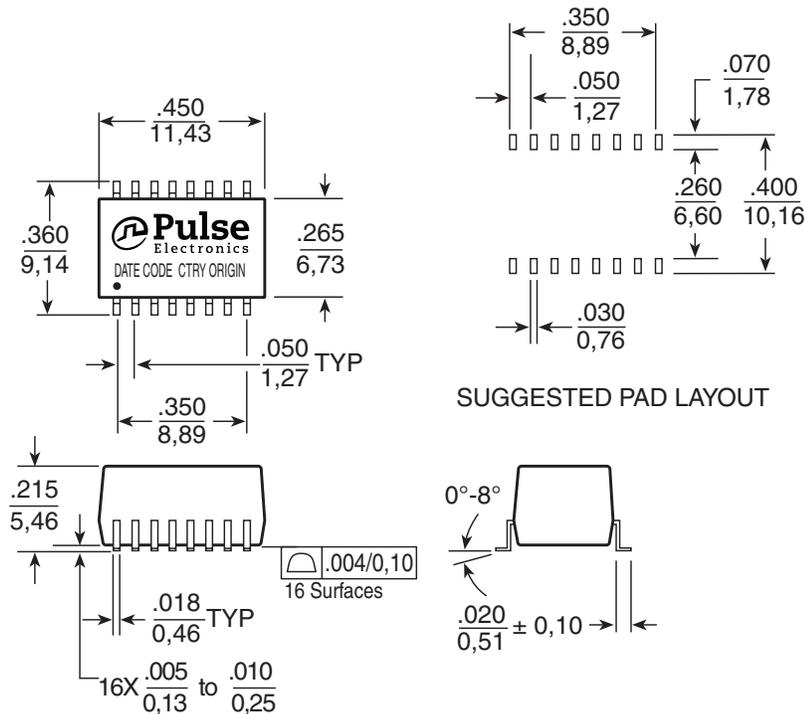 .450
11,43
.360
9,14
Pulse
Electronics
DATE CODE CTRY ORIGIN
.265
6,73
.050
1,27 TYP
.350
8,89
.350
8,89
.050
1,27
.070
1,78
.260
6,60
.400
10,16
.030
0,76
SUGGESTED PAD LAYOUT
.215
5,46
.004/0,10
16 Surfaces
.018
0,46 TYP
16X .005
0,13 to .010
0,25
0°-8°
.020
0,51 ± 0,10